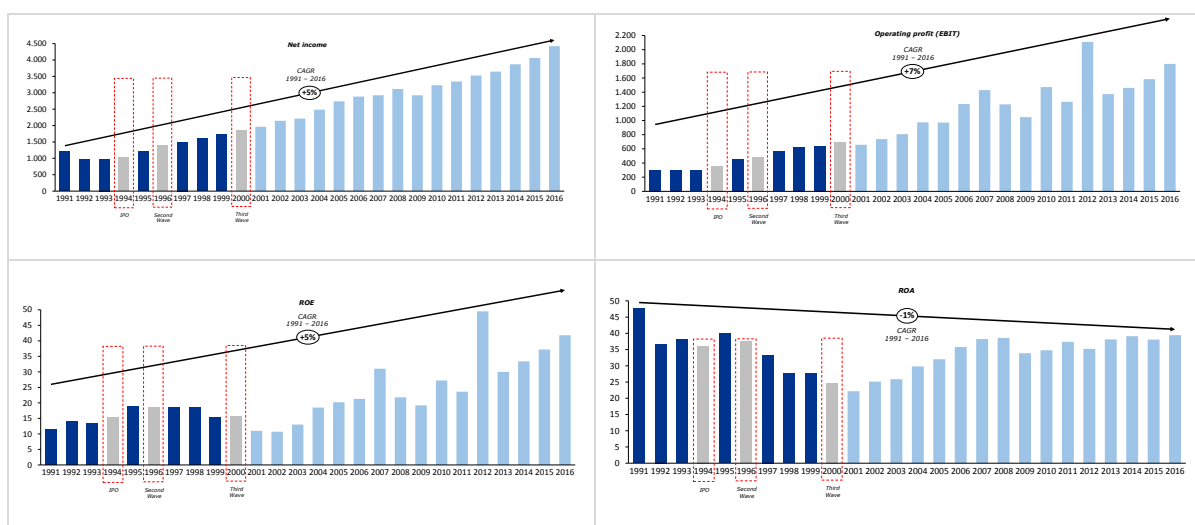 Net income
4.500
4.000
3.500
3.000
2.500
2.000
1.500
1.000
500
0
CAGR
1991 – 2016
+5%
1991 1992 1993 1994 1995 1996 1997 1998 1999 2000 2001 2002 2003 2004 2005 2006 2007 2008 2009 2010 2011 2012 2013 2014 2015 2016
IPO
Second
Wave
Third
Wave
Operating profit (EBIT)
2.200
2.000
1.800
1.600
1.400
1.200
1.000
800
600
400
200
0
CAGR
1991 – 2016
+7%
1991 1992 1993 1994 1995 1996 1997 1998 1999 2000 2001 2002 2003 2004 2005 2006 2007 2008 2009 2010 2011 2012 2013 2014 2015 2016
IPO
Second
Wave
Third
Wave
ROE
50
45
40
35
30
25
20
15
10
5
0
CAGR
1991 – 2016
+5%
1991 1992 1993 1994 1995 1996 1997 1998 1999 2000 2001 2002 2003 2004 2005 2006 2007 2008 2009 2010 2011 2012 2013 2014 2015 2016
IPO
Second
Wave
Third
Wave
ROA
50
45
40
35
30
25
20
15
10
5
0
-1%
CAGR
1991 – 2016
1991 1992 1993 1994 1995 1996 1997 1998 1999 2000 2001 2002 2003 2004 2005 2006 2007 2008 2009 2010 2011 2012 2013 2014 2015 2016
IPO
Second
Wave
Third
Wave